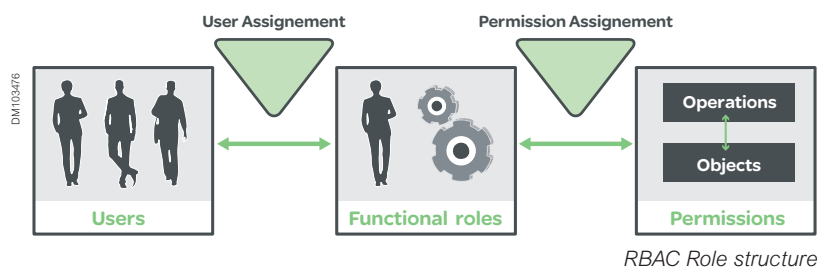 User Assignement
Permission Assignement
DM103476
Operations
Objects
Users
Functional roles
Permissions
RBAC Role structure